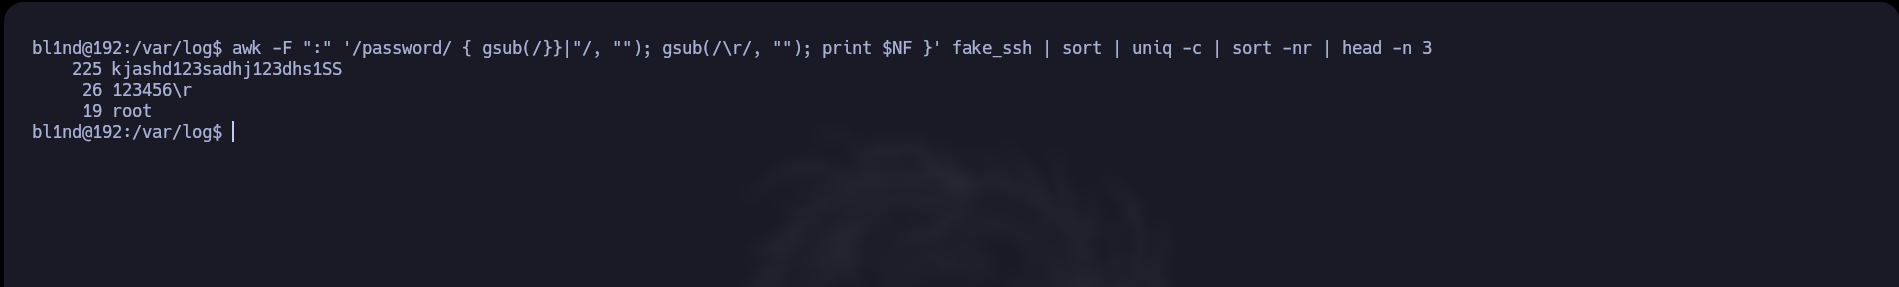 bl1nd@192:/var/log$ awk -F ":" '/password/ { gsub(/}}|"/, ""); gsub(/\r/, ""); print $NF }' fake_ssh | sort | uniq -c | sort -nr | head -n 3
225 kjashd123sadhj123dhs1SS
26 123456\r
19 root
bl1nd@192:/var/log$